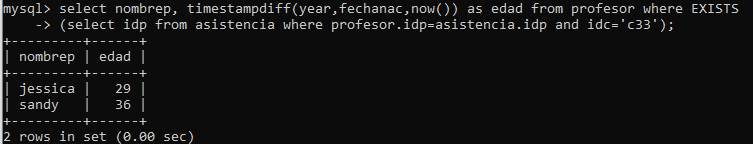 mysql> select nombrep, timestampdiff(year,fechanac,now()) as edad from profesor where EXISTS
    -> (select idp from asistencia where profesor.idp=asistencia.idp and idc='c33');
+---------+------+
| nombrep | edad |
+---------+------+
| jessica |   29 |
| sandy   |   36 |
+---------+------+
2 rows in set (0.00 sec)